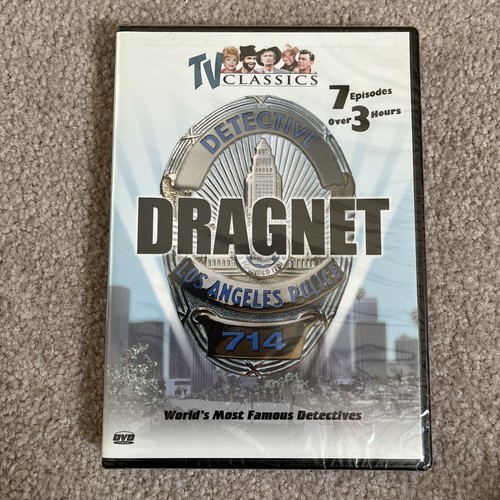 TV CLASSICS
7 Episodes
Over 3 Hours
DETECTIVE
DRAGNET
LOS ANGELES POLICE
714
World's Most Famous Detectives
DVD